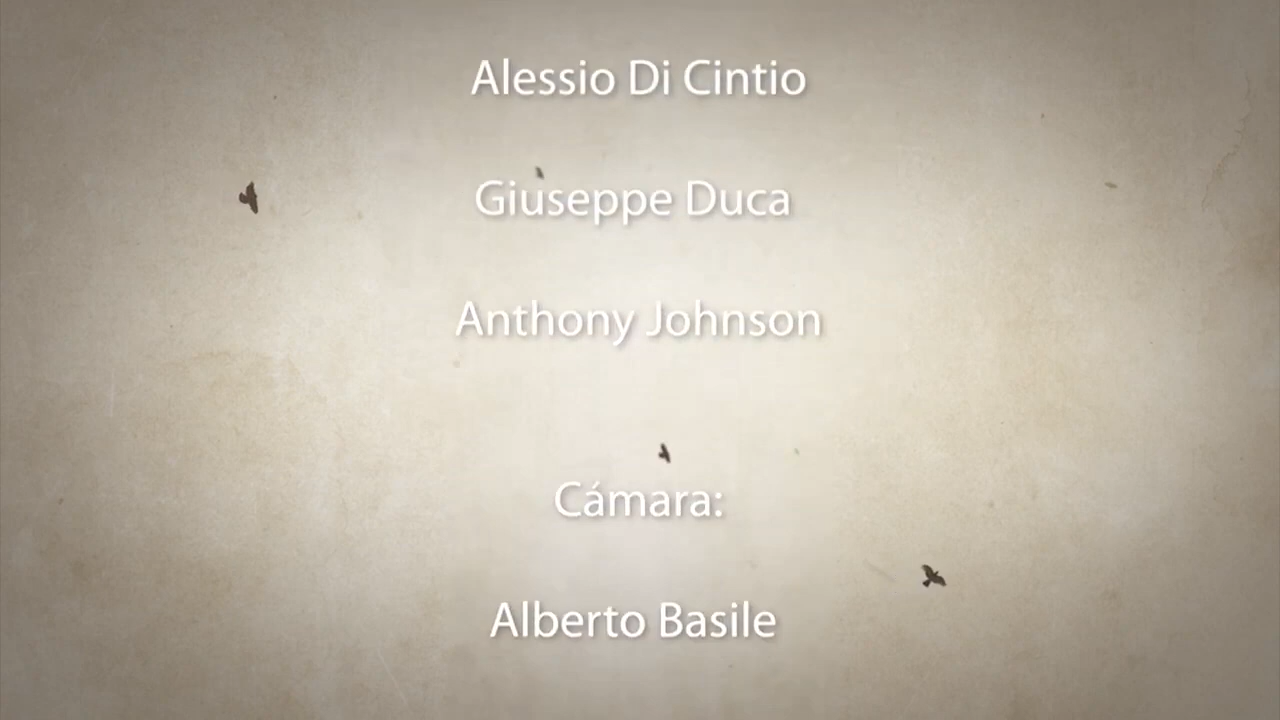 Alessio Di Cintio
Giuseppe Duca
Anthony Johnson
Cámara:
Alberto Basile